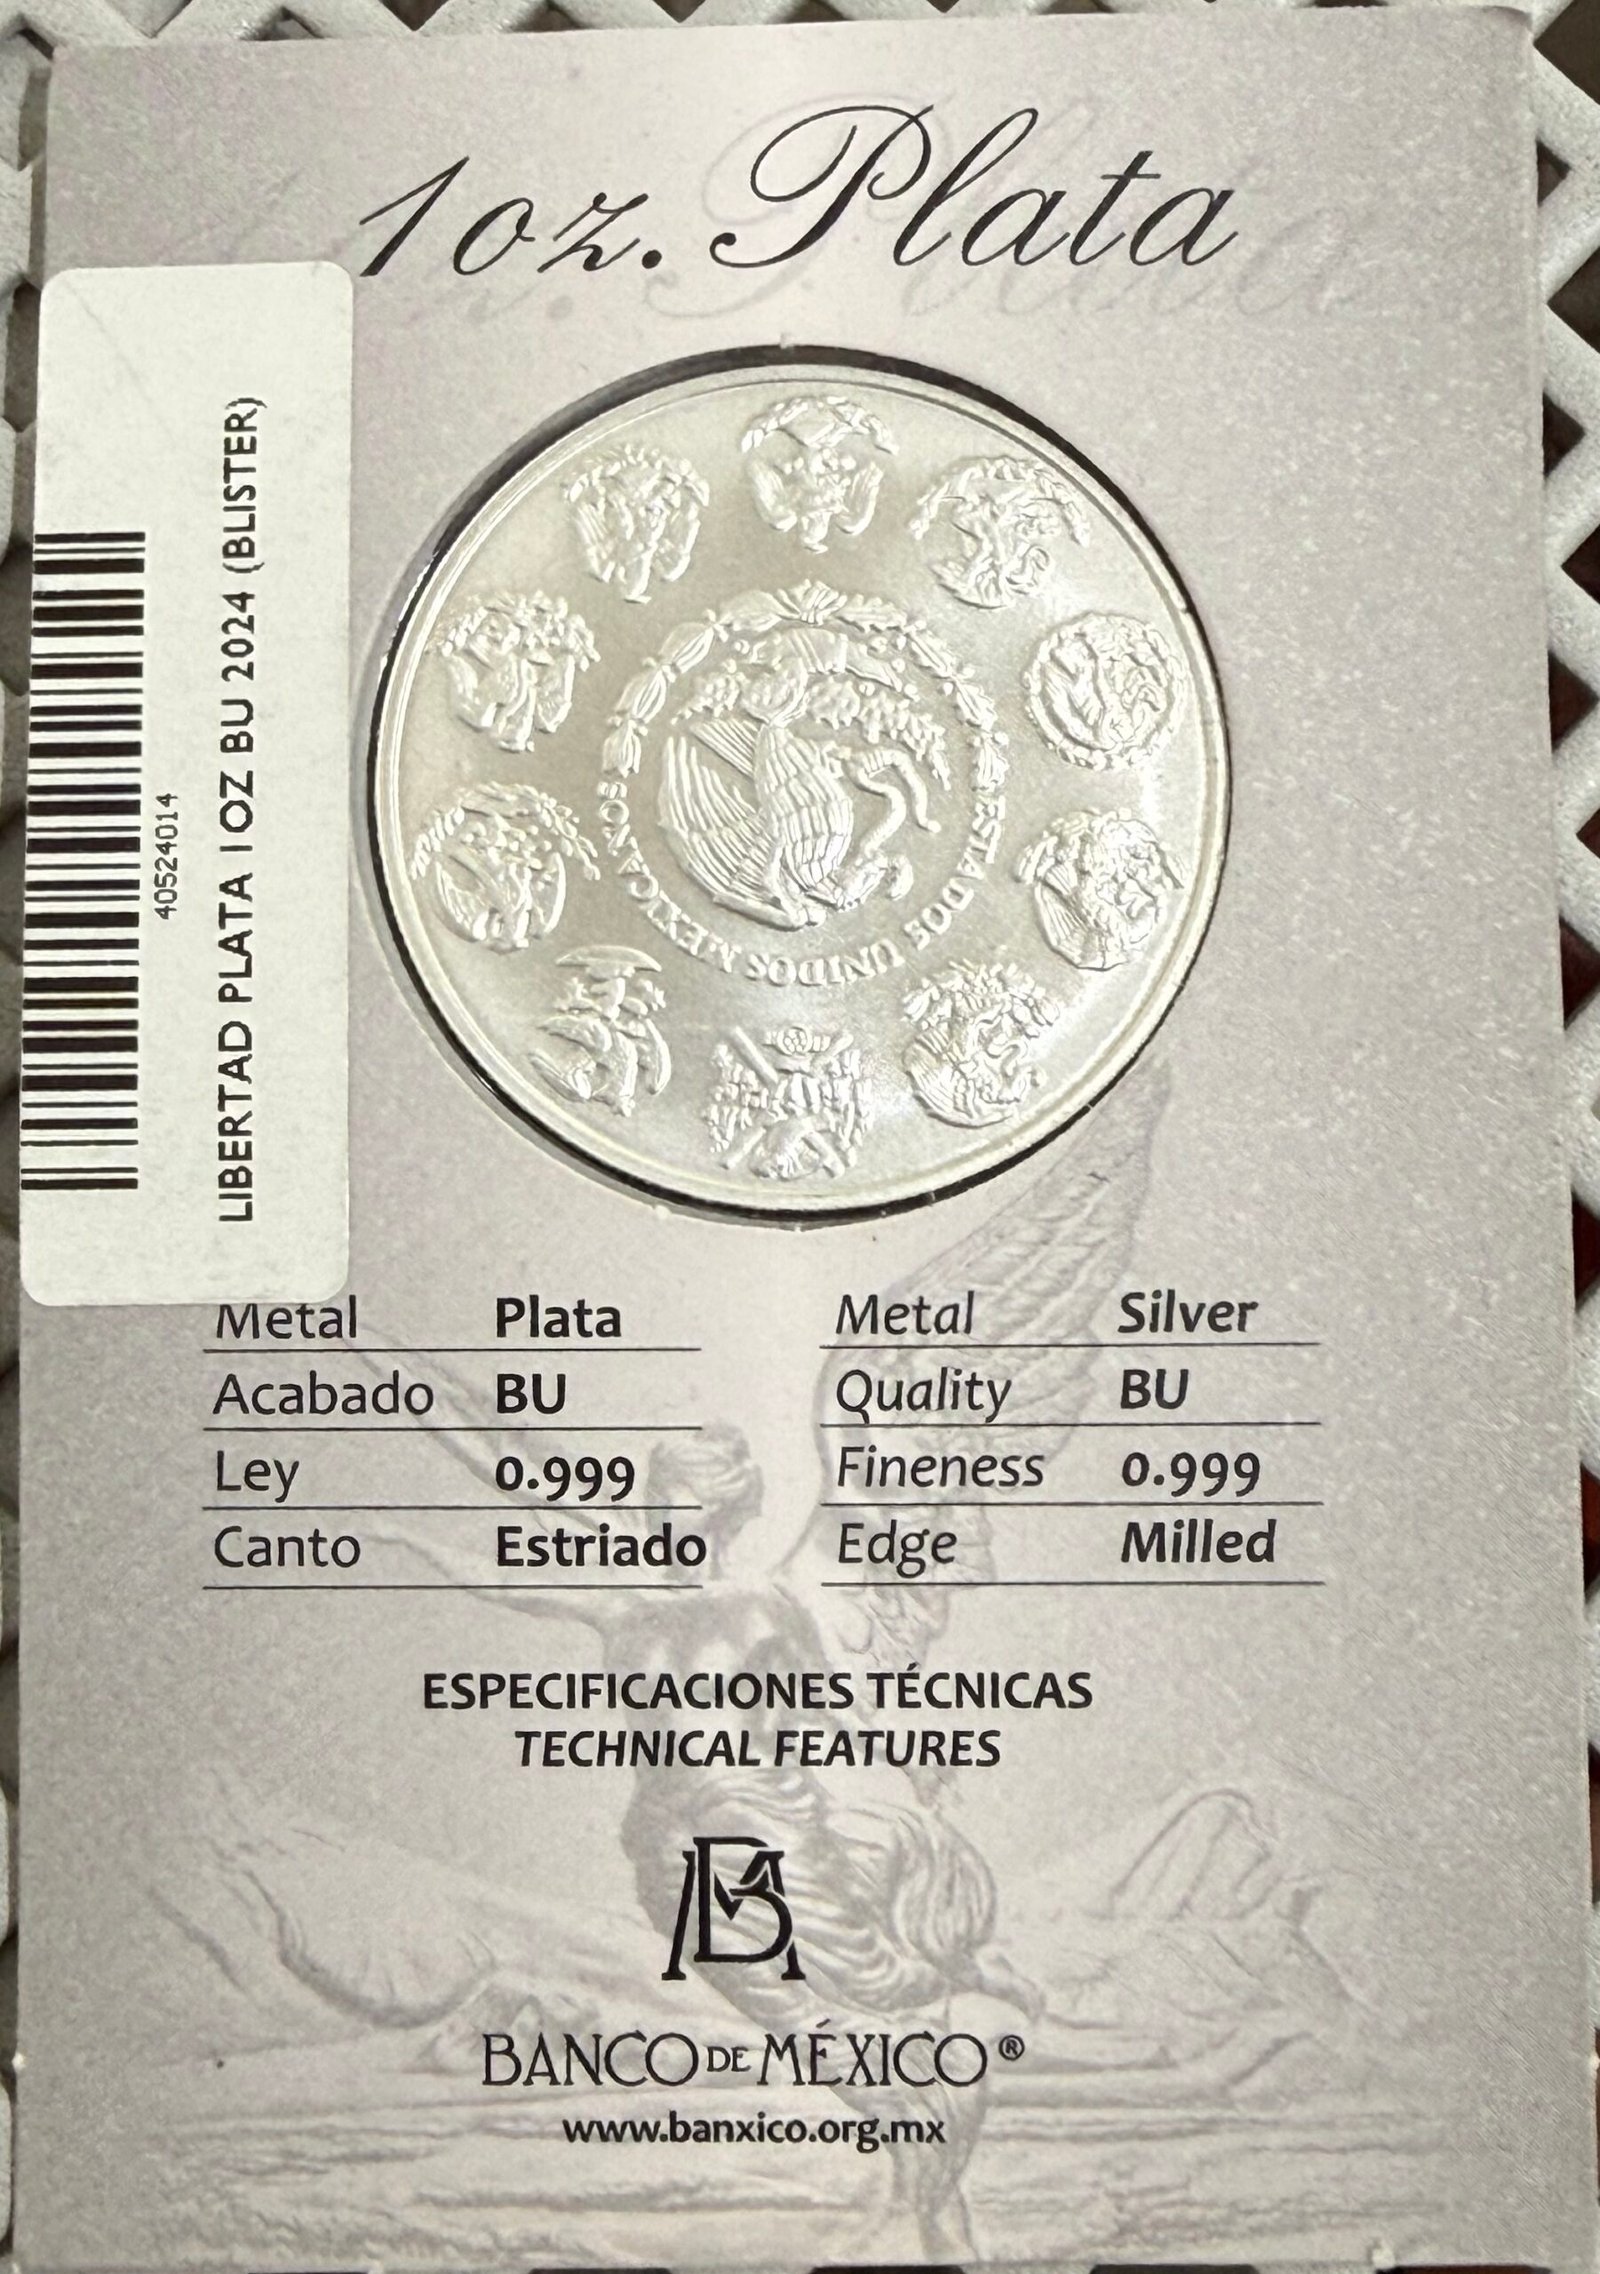 1 oz. Plata
40524014
LIBERTAD PLATA 1 OZ BU 2024 (BLISTER)
ESTADOS UNIDOS MEXICANOS
Metal Plata
Acabado BU
Ley 0.999
Canto Estriado
Metal Silver
Quality BU
Fineness 0.999
Edge Milled
ESPECIFICACIONES TÉCNICAS
TECHNICAL FEATURES
BM
BANCO DE MÉXICO®
www.banxico.org.mx